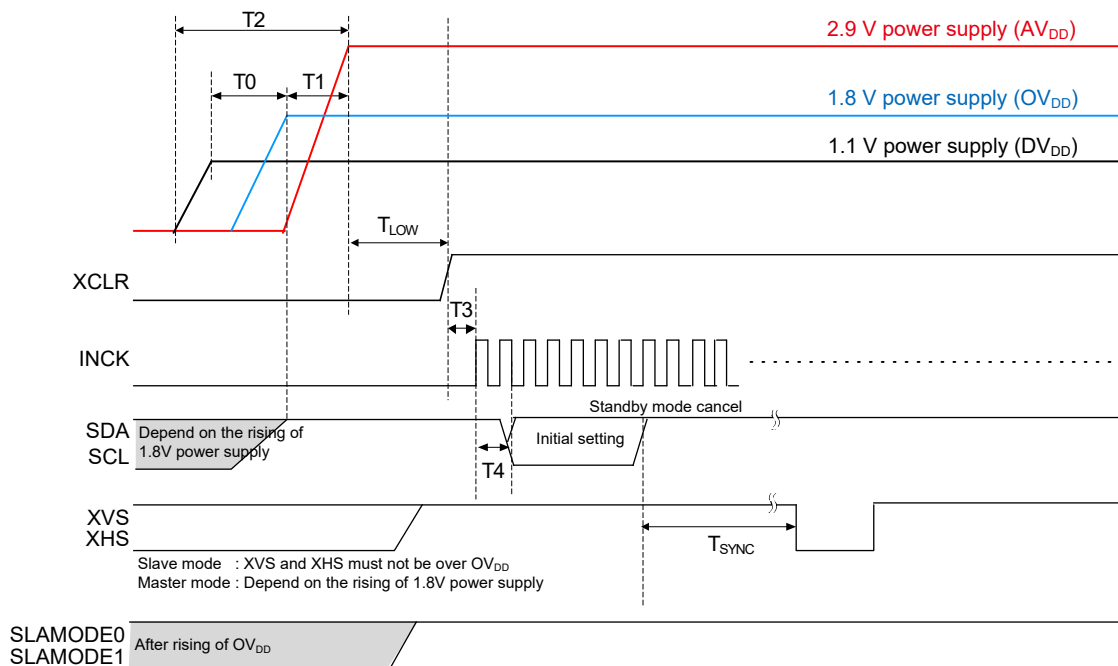 T2
2.9 V power supply (AVDD)
T0
T1
1.8 V power supply (OVDD)
1.1 V power supply (DVDD)
TLOW
XCLR
T3
INCK
Standby mode cancel
SDA
SCL
Depend on the rising of
1.8V power supply
Initial setting
T4
XVS
XHS
TSYNC
Slave mode : XVS and XHS must not be over OVDD
Master mode : Depend on the rising of 1.8V power supply
SLAMODE0
SLAMODE1
After rising of OVDD